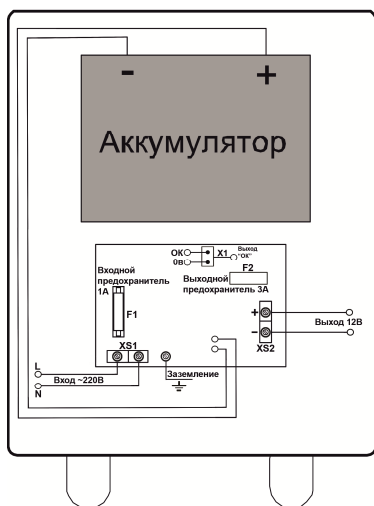 - +
Аккумулятор
ОК
0в
X1
Выход
"ОК"
Входной
предохранитель
1А
F1
F2
Выходной
предохранитель 3А
+
-
XS2
Выход 12В
XS1
L
N
Вход ~220В
Заземление